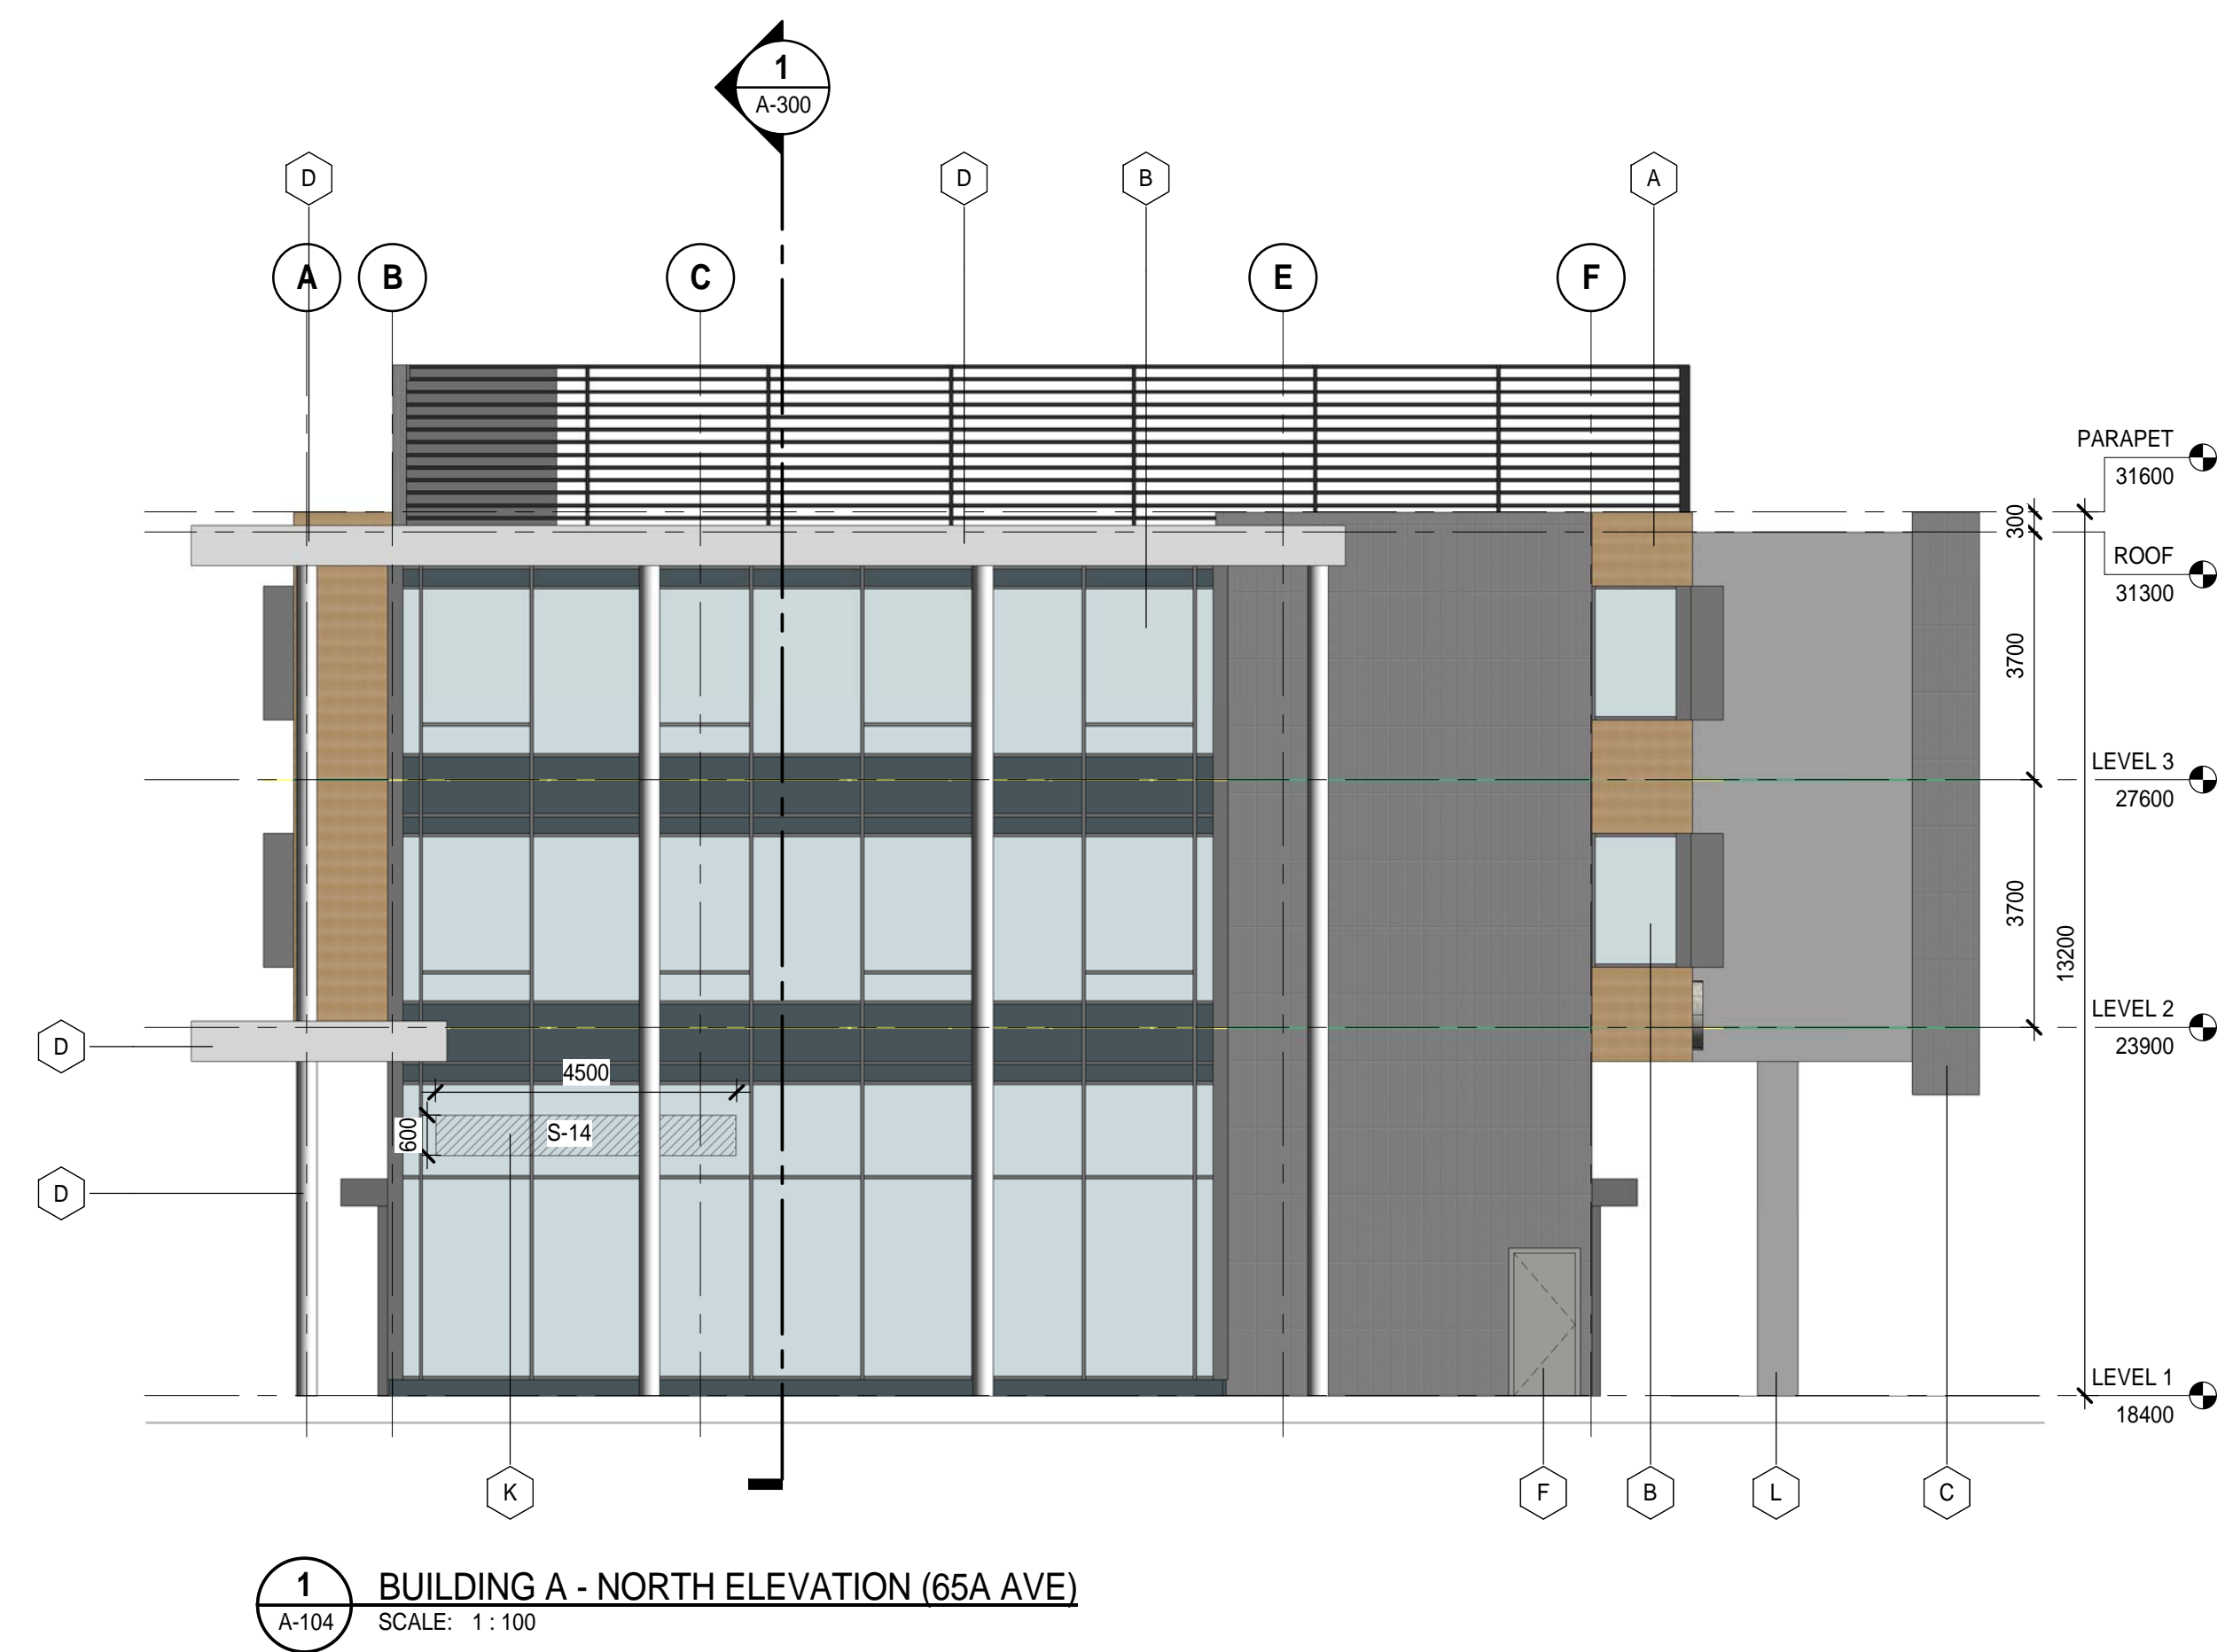 1
A-300
D
D
B
A
A
B
C
E
F
PARAPET
31600
300
ROOF
31300
3700
LEVEL 3
27600
3700
13200
LEVEL 2
23900
D
4500
600
S-14
D
LEVEL 1
18400
K
F
B
L
C
1
A-104
BUILDING A - NORTH ELEVATION (65A AVE)
SCALE: 1 : 100